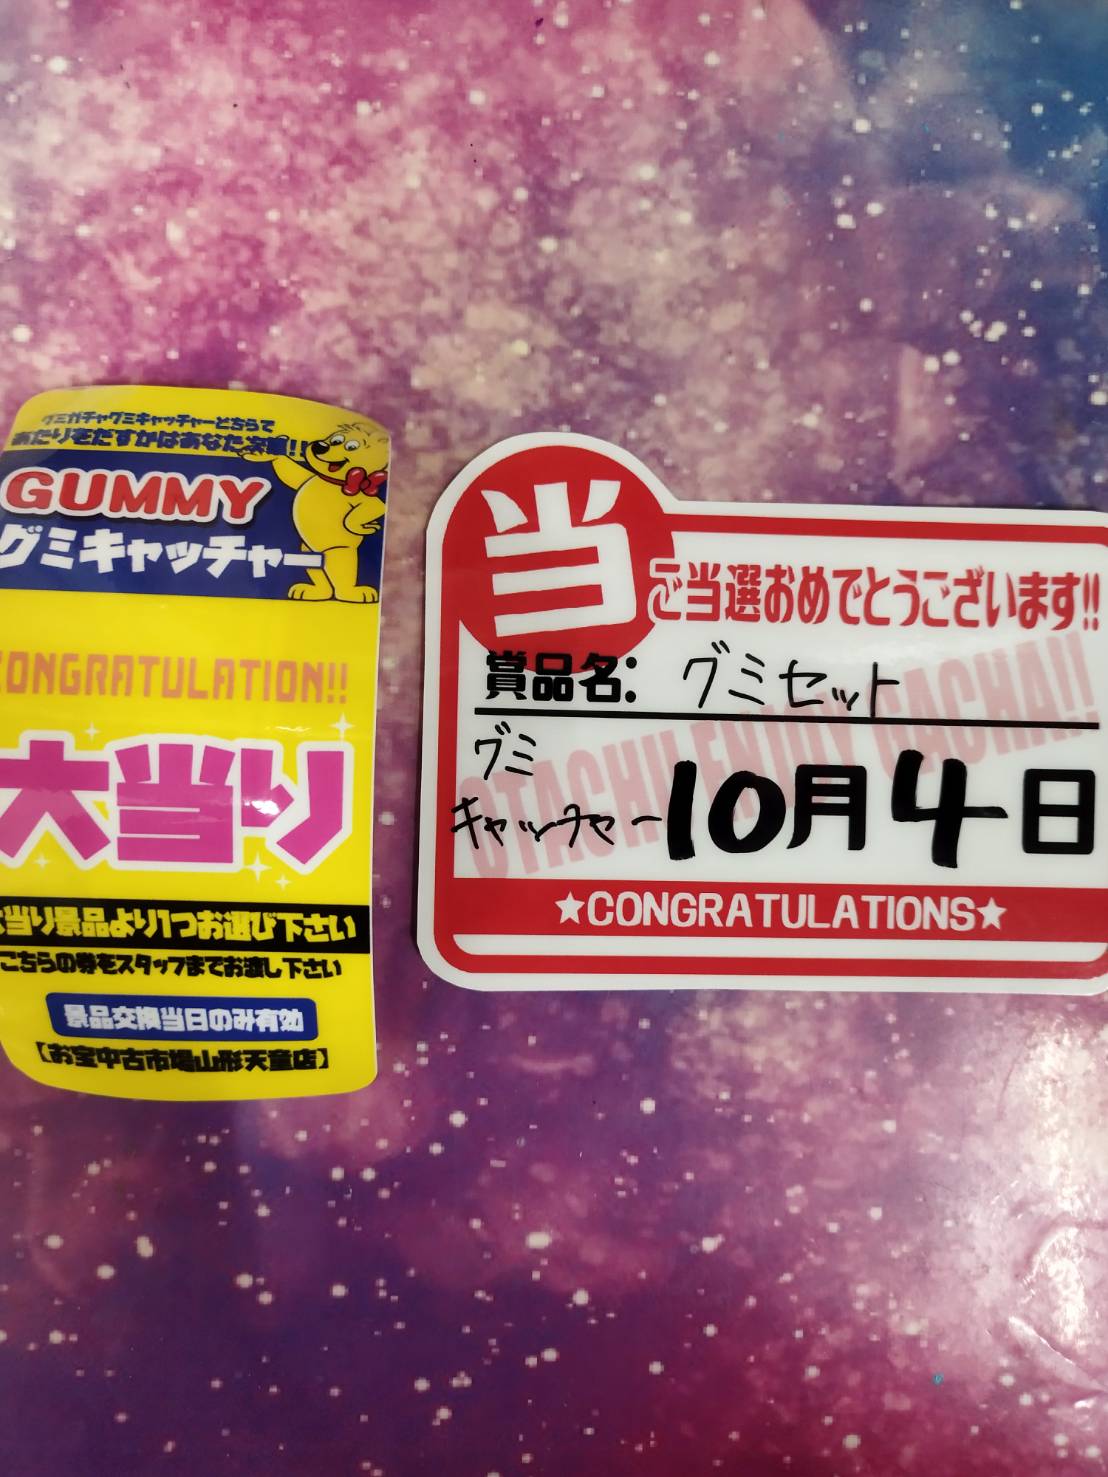 グミガチャグミキャッチャーどちらで
あたりをだすかはあなた次第!!
GUMMY
グミキャッチャー
CONGRATULATION!!
大当り
大当り景品より1つお選び下さい
こちらの券をスタッフまでお渡し下さい
景品交換当日のみ有効
【お宝中古市場山形天童店】
当
ご当選おめでとうございます!!
賞品名: グミセット
グミ
キャッチャー
10月4日
OTACHU ENJOY GACHA!!
★CONGRATULATIONS★